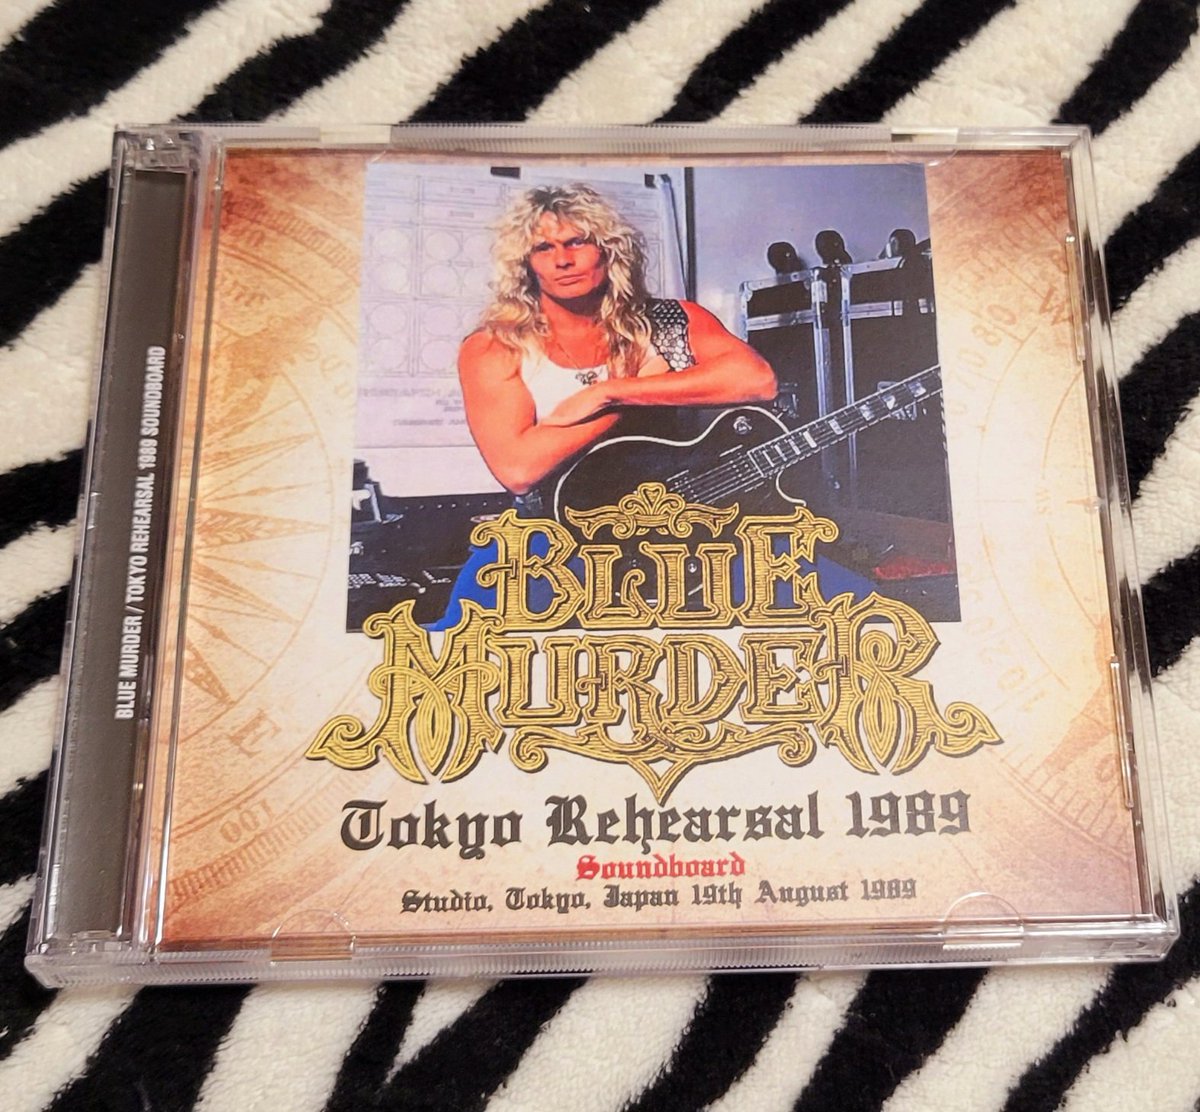 BLUE MURDER / TOKYO REHEARSAL 1989 SOUNDBOARD
BLUE
MURDER
Tokyo Rehearsal 1989
Soundboard
Studio, Tokyo, Japan 19th August 1989